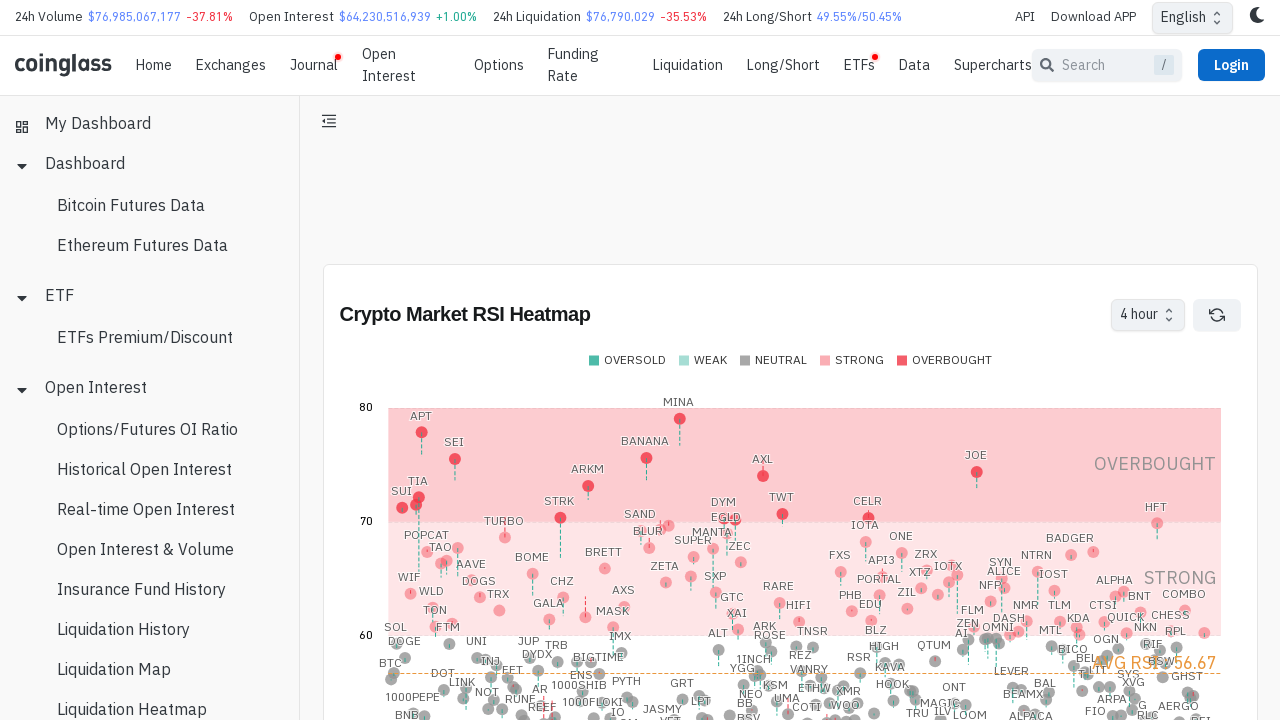 24h Volume $76,985,067,177 -37.81% Open Interest $64,230,516,939 +1.00% 24h Liquidation $76,790,029 -35.53% 24h Long/Short 49.55%/50.45% API Download APP English
coinglass Home Exchanges Journal Open Interest Options Funding Rate Liquidation Long/Short ETFs Data Supercharts Search / Login
My Dashboard
Dashboard
Bitcoin Futures Data
Ethereum Futures Data
ETF
ETFs Premium/Discount
Open Interest
Options/Futures OI Ratio
Historical Open Interest
Real-time Open Interest
Open Interest & Volume
Insurance Fund History
Liquidation History
Liquidation Map
Liquidation Heatmap
Crypto Market RSI Heatmap 4 hour
OVERSOLD WEAK NEUTRAL STRONG OVERBOUGHT
80
MINA
APT
SEI BANANA
JOE OVERBOUGHT
ARKM AXL
TIA
SUI STRK DYM TWT CELR HFT
70 TURBO SAND EGLD
POPCAT BLUR MANTA IOTA ONE BADGER
TAO SUPER ZEC
BOME BRETT FXS API3 ZRX NTRN
AAVE ZETA XTZ IOTX SYN
WIF DOGS CHZ SXP PORTAL ALICE IOST STRONG
WLD TRX AXS RARE NFP ALPHA
GALA GTC PHB ZIL BNT COMBO
TON MASK XAI HIFI EDU FLM NMR TLM CTSI
SOL FTM ARK BLZ ZEN DASH KDA QUICK CHESS
60 IMX ALT ROSE TNSR AI OMNI MTL NKN RPL
DOGE UNI JUP TRB HIGH QTUM OGN RIF
BTC INJ DYDX BIGTIME 1INCH REZ RSR BICO BEL BSW AVG RSI: 56.67
DOT FET ENS YGG VANRY KAVA LEVER LIT SYS GHST
LINK 1000SHIB PYTH GRT KSM ETHW HOOK ONT BAL XVG
1000PEPE NOT AR NEO XMR BEAMX ARPA
RUNE 1000FLOKI LPT UMA MAGIC AERGO
REEF IO JASMY BB COTI WOO TRU ILV FIO
BNB BSV LOOM ALPACA RLC